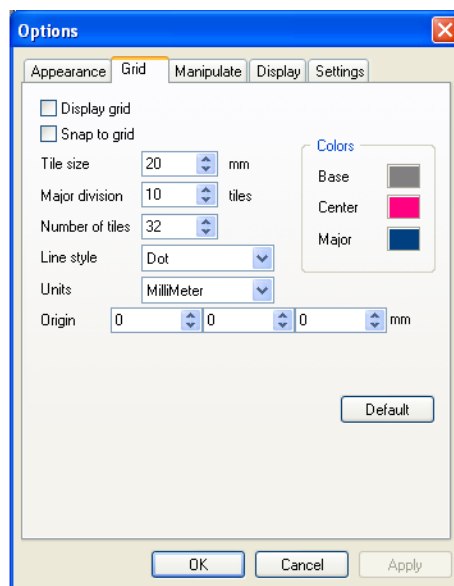 Options
Appearance Grid Manipulate Display Settings
Display grid
Snap to grid
Tile size 20 mm
Major division 10 tiles
Number of tiles 32
Line style Dot
Units MilliMeter
Origin 0 0 0 mm
Colors
Base
Center
Major
Default
OK Cancel Apply